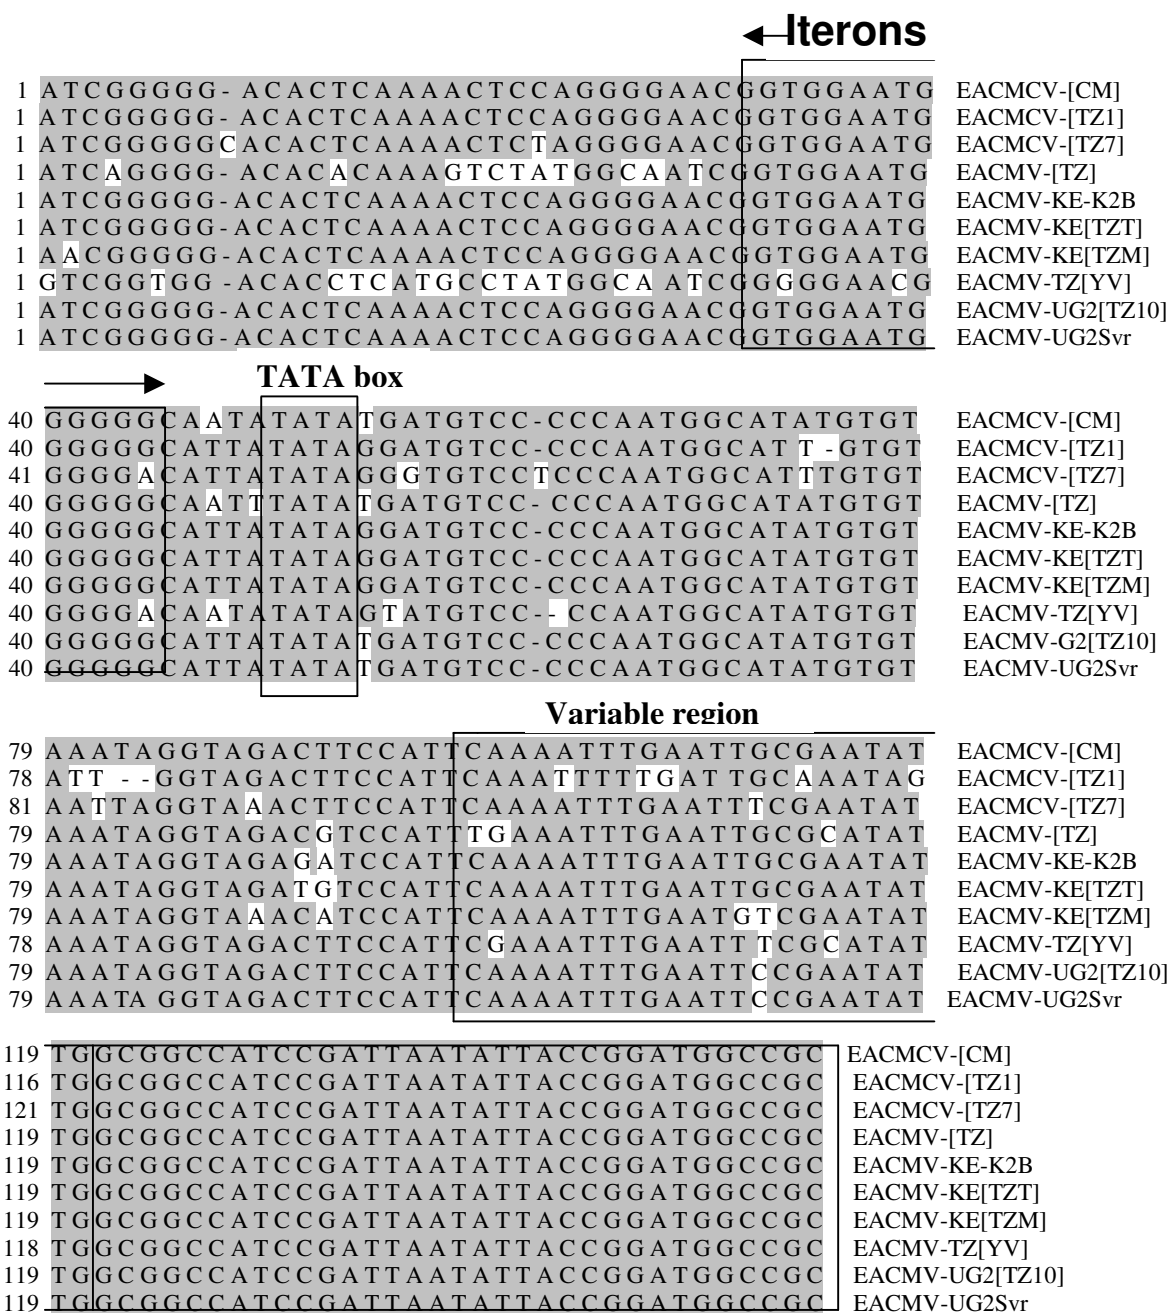 Iterons
1 ATCGGGGG-ACACTCAAAACTCCAGGGGAACGGTGGAATG EACMCV-[CM]
1 ATCGGGGG-ACACTCAAAACTCCAGGGGAACGGTGGAATG EACMCV-[TZ1]
1 ATCGGGGGCACACTCAAAACTCTAGGGGAACGGTGGAATG EACMCV-[TZ7]
1 ATCAGGGG-ACACACAAAGTCTATGGCAATCGGTGGAATG EACMV-[TZ]
1 ATCGGGGG-ACACTCAAAACTCCAGGGGAACGGTGGAATG EACMV-KE-K2B
1 ATCGGGGG-ACACTCAAAACTCCAGGGGAACGGTGGAATG EACMV-KE[TZT]
1 AACGGGGG-ACACTCAAAACTCCAGGGGAACGGTGGAATG EACMV-KE[TZM]
1 GTCGGTGG-ACACCTCATGCCTATGGCAATCGGGGGAACG EACMV-TZ[YV]
1 ATCGGGGG-ACACTCAAAACTCCAGGGGAACGGTGGAATG EACMV-UG2[TZ10]
1 ATCGGGGG-ACACTCAAAACTCCAGGGGAACGGTGGAATG EACMV-UG2Svr
TATA box
40 GGGGGCAATATATATGATGTCC-CCCAATGGCATATGTGT EACMCV-[CM]
40 GGGGGCATTATATAGGATGTCC-CCCAATGGCATT-GTGT EACMCV-[TZ1]
41 GGGGACATTATATAGGGTGTCCTCCCAATGGCATTTGTGT EACMCV-[TZ7]
40 GGGGGCAATTTATATGATGTCC-CCCAATGGCATATGTGT EACMV-[TZ]
40 GGGGGCATTATATAGGATGTCC-CCCAATGGCATATGTGT EACMV-KE-K2B
40 GGGGGCATTATATAGGATGTCC-CCCAATGGCATATGTGT EACMV-KE[TZT]
40 GGGGGCATTATATAGGATGTCC-CCCAATGGCATATGTGT EACMV-KE[TZM]
40 GGGGACAATATATAGTATGTCC--CCAATGGCATATGTGT EACMV-TZ[YV]
40 GGGGGCATTATATATGATGTCC-CCCAATGGCATATGTGT EACMV-G2[TZ10]
40 GGGGGCATTATATATGATGTCC-CCCAATGGCATATGTGT EACMV-UG2Svr
Variable region
79 AAATAGGTAGACTTCCATTCAAAATTTGAATTGCGAATAT EACMCV-[CM]
78 ATT--GGTAGACTTCCATTCAAATTTTTGATTGCAAATAG EACMCV-[TZ1]
81 AATTAGGTAAACTTCCATTCAAAATTTGAATTTCGAATAT EACMCV-[TZ7]
79 AAATAGGTAGACGTCCATTTGAAATTTGAATTGCGCATAT EACMV-[TZ]
79 AAATAGGTAGAGATCCATTCAAAATTTGAATTGCGAATAT EACMV-KE-K2B
79 AAATAGGTAGATGTCCATTCAAAATTTGAATTGCGAATAT EACMV-KE[TZT]
79 AAATAGGTAAACATCCATTCAAAATTTGAATGTCGAATAT EACMV-KE[TZM]
78 AAATAGGTAGACTTCCATTCGAAATTTGAATTTCGCATAT EACMV-TZ[YV]
79 AAATAGGTAGACTTCCATTCAAAATTTGAATTCCGAATAT EACMV-UG2[TZ10]
79 AAATAGGTAGACTTCCATTCAAAATTTGAATTCCGAATAT EACMV-UG2Svr
119 TGGCGGCCATCCGATTAATATTACCGGATGGCCGC EACMCV-[CM]
116 TGGCGGCCATCCGATTAATATTACCGGATGGCCGC EACMCV-[TZ1]
121 TGGCGGCCATCCGATTAATATTACCGGATGGCCGC EACMCV-[TZ7]
119 TGGCGGCCATCCGATTAATATTACCGGATGGCCGC EACMV-[TZ]
119 TGGCGGCCATCCGATTAATATTACCGGATGGCCGC EACMV-KE-K2B
119 TGGCGGCCATCCGATTAATATTACCGGATGGCCGC EACMV-KE[TZT]
119 TGGCGGCCATCCGATTAATATTACCGGATGGCCGC EACMV-KE[TZM]
118 TGGCGGCCATCCGATTAATATTACCGGATGGCCGC EACMV-TZ[YV]
119 TGGCGGCCATCCGATTAATATTACCGGATGGCCGC EACMV-UG2[TZ10]
119 TGGCGGCCATCCGATTAATATTACCGGATGGCCGC EACMV-UG2Svr